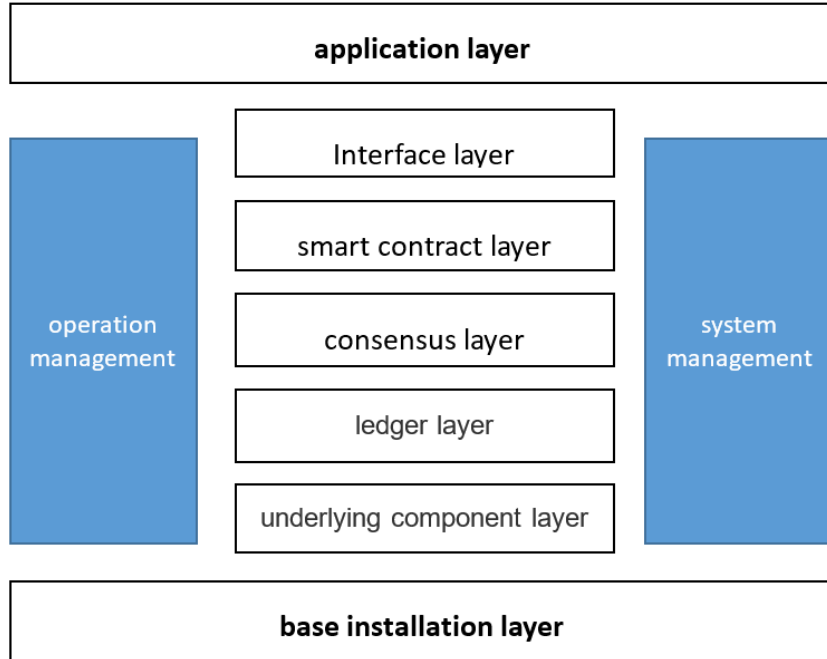 application layer
Interface layer
smart contract layer
consensus layer
ledger layer
underlying component layer
operation
management
system
management
base installation layer